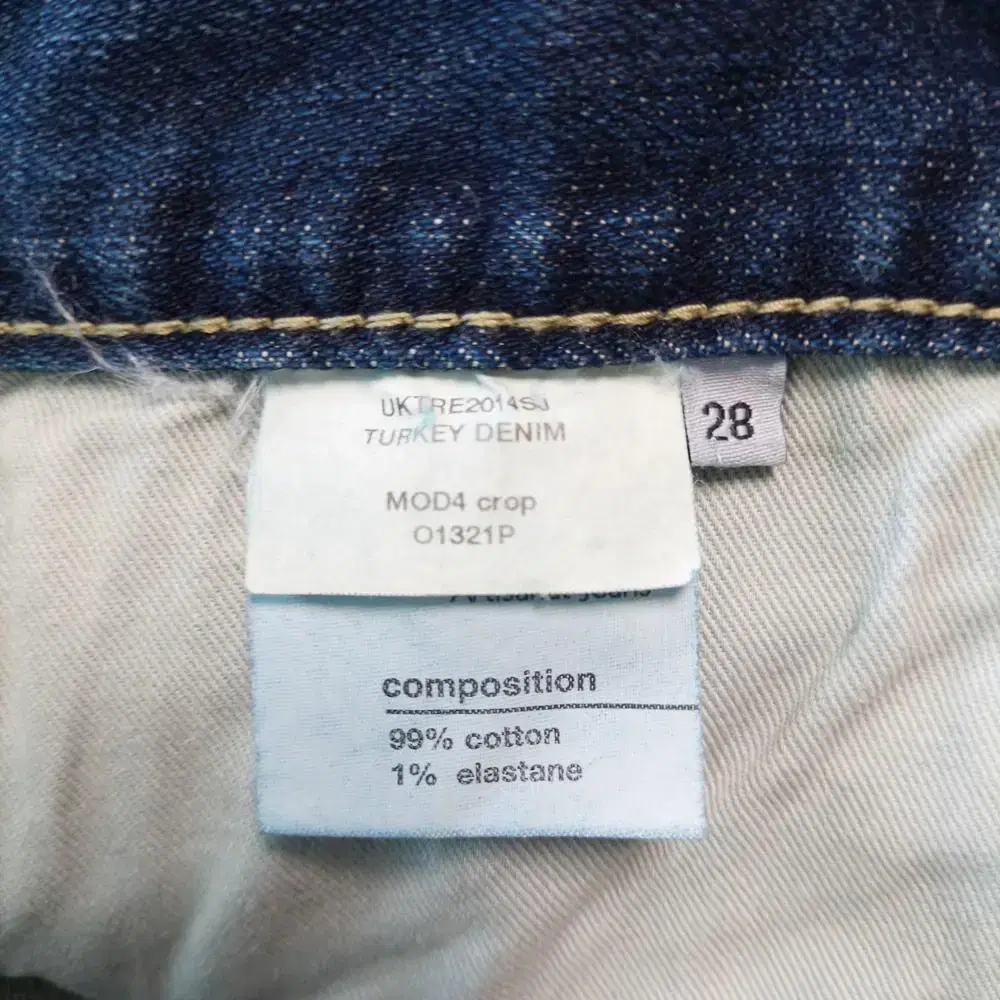 UKTRE2014SJ
TURKEY DENIM
28
MOD4 crop
O1321P
composition
99% cotton
1% elastane